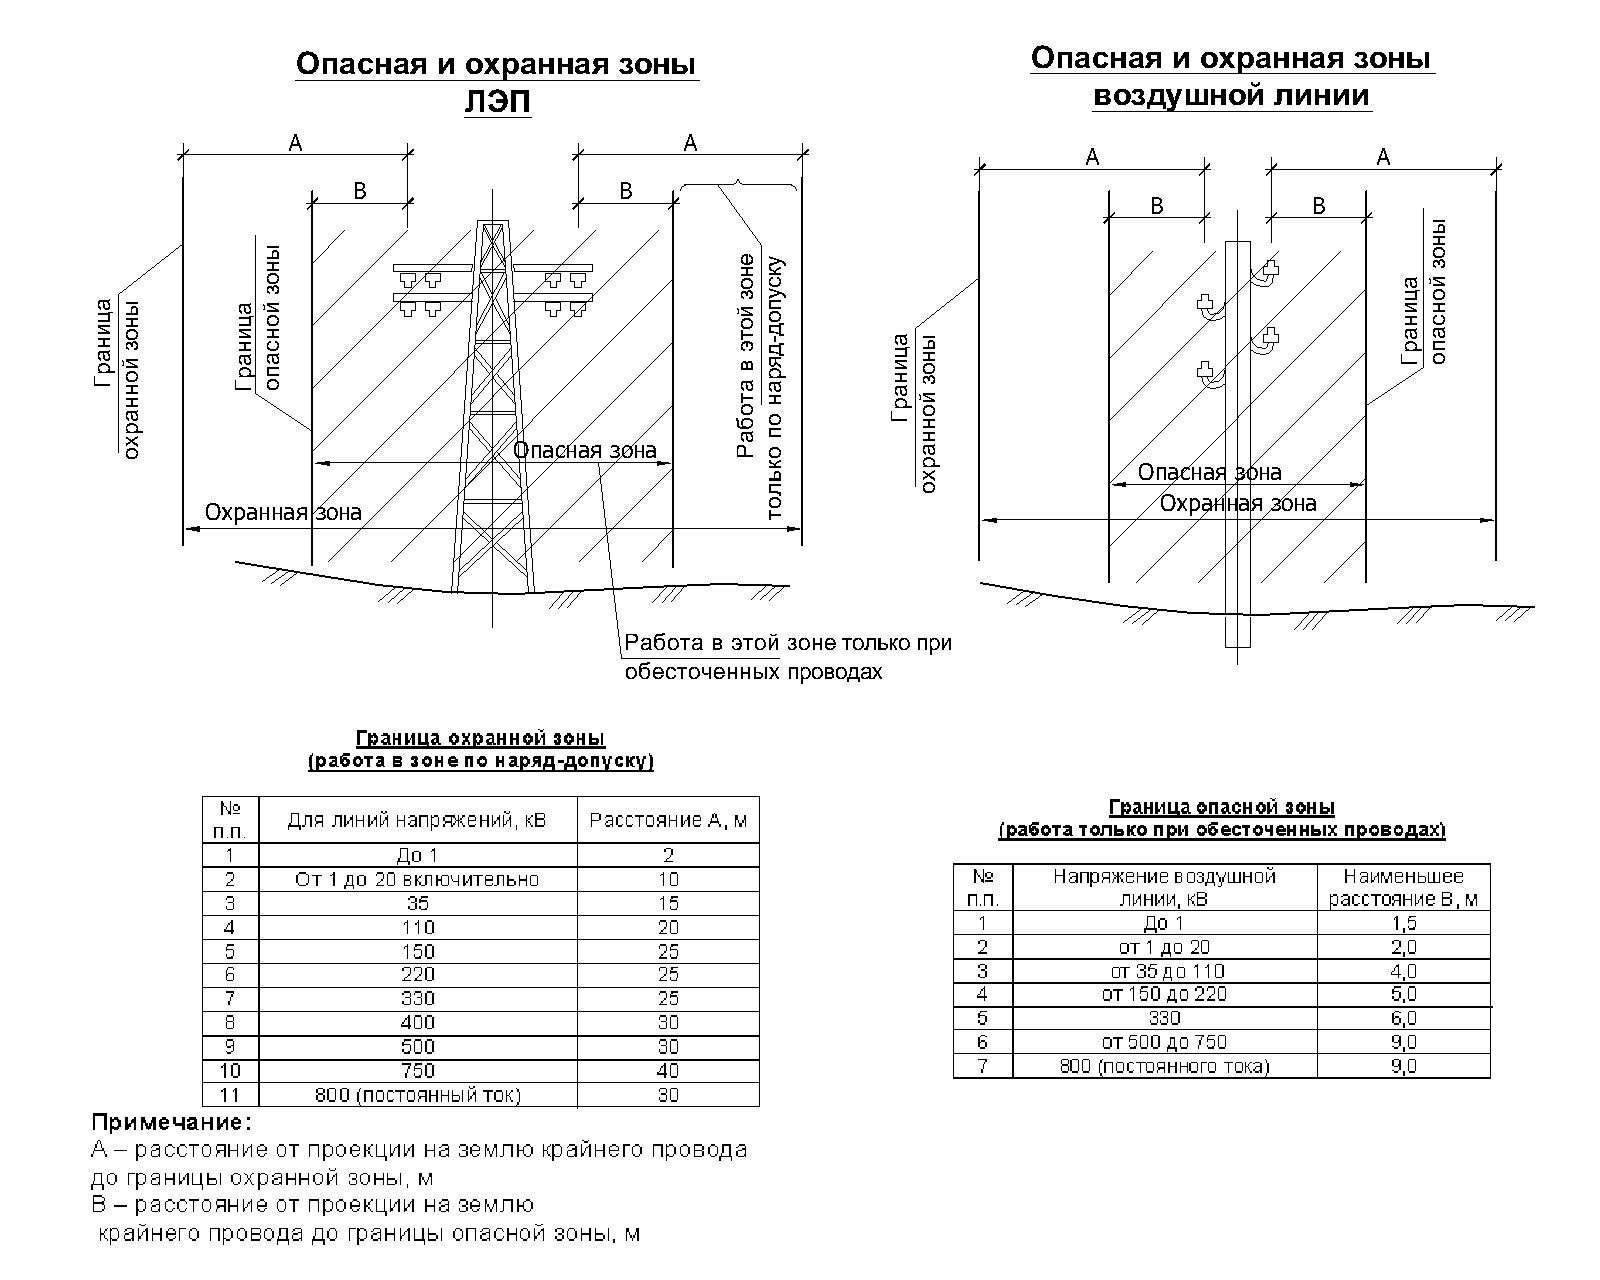 Опасная и охранная зоны
ЛЭП
А
А
В
В
Граница
охранной зоны
Граница
опасной зоны
Работа в этой зоне
только по наряд-допуску
Опасная зона
Охранная зона
Работа в этой зоне только при
обесточенных проводах
Опасная и охранная зоны
воздушной линии
А
А
В
В
Граница
охранной зоны
Граница
опасной зоны
Опасная зона
Охранная зона
Граница охранной зоны
(работа в зоне по наряд-допуску)
№ п.п. Для линий напряжений, кВ Расстояние А, м
1 До 1 2
2 От 1 до 20 включительно 10
3 35 15
4 110 20
5 150 25
6 220 25
7 330 25
8 400 30
9 500 30
10 750 40
11 800 (постоянный ток) 30
Граница опасной зоны
(работа только при обесточенных проводах)
№ Напряжение воздушной Наименьшее
п.п. линии, кВ расстояние В, м
1 До 1 1,5
2 от 1 до 20 2,0
3 от 35 до 110 4,0
4 от 150 до 220 5,0
5 330 6,0
6 от 500 до 750 9,0
7 800 (постоянного тока) 9,0
Примечание:
А – расстояние от проекции на землю крайнего провода
до границы охранной зоны, м
В – расстояние от проекции на землю
крайнего провода до границы опасной зоны, м